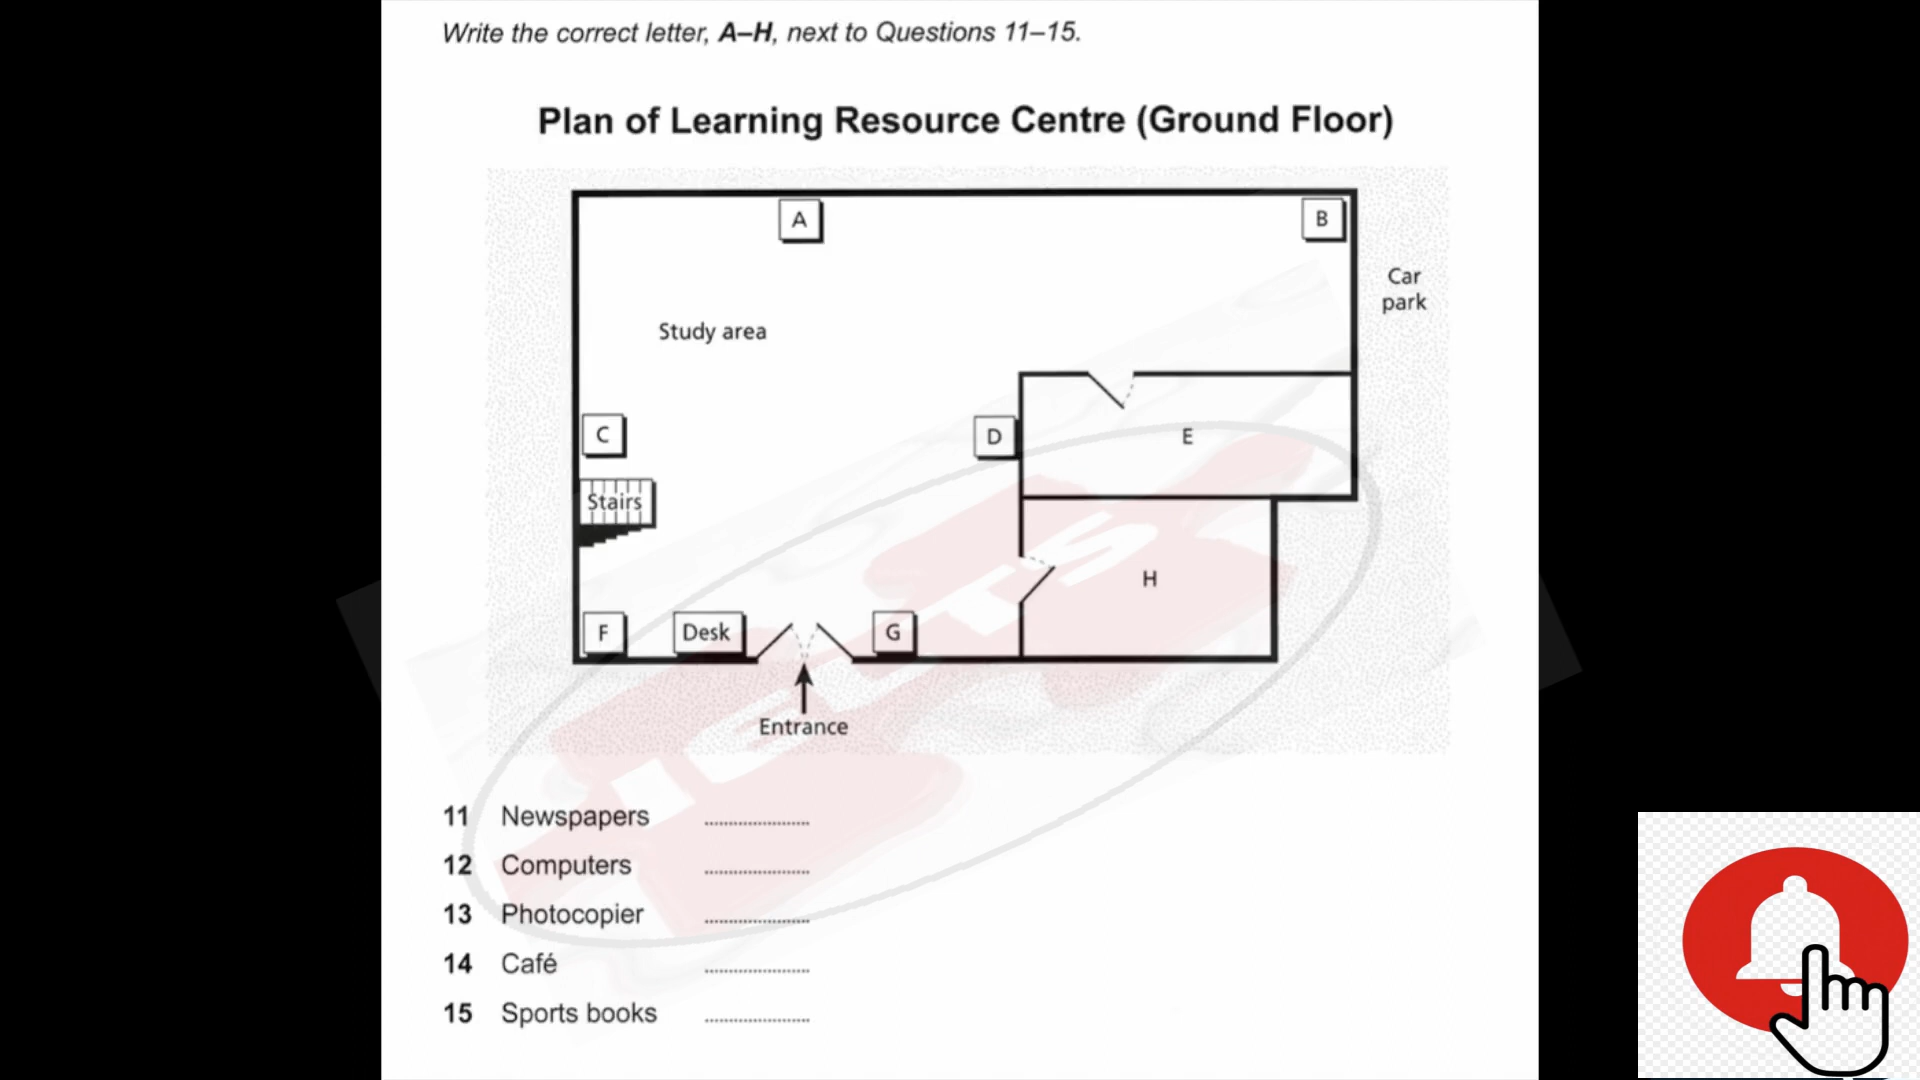 Write the correct letter, A–H, next to Questions 11–15.
Plan of Learning Resource Centre (Ground Floor)
A
B
Car
park
Study area
C
D
E
Stairs
H
F
Desk
G
Entrance
IELTS
11 Newspapers ......................
12 Computers ......................
13 Photocopier ......................
14 Café ......................
15 Sports books ......................